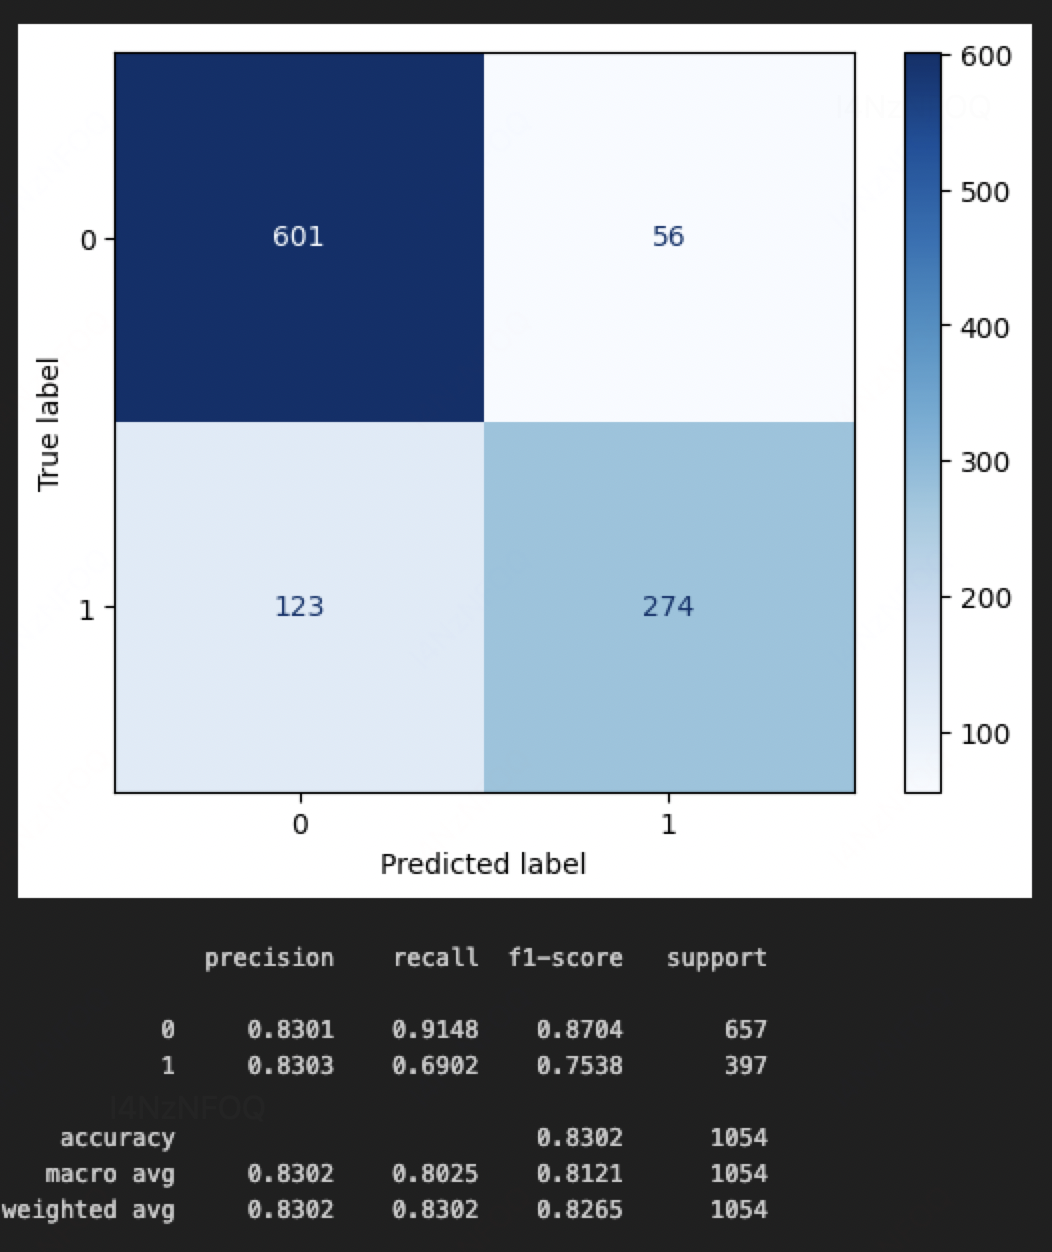 600
500
400
300
200
100
0
601
56
True label
1
123
274
0
1
Predicted label
precision recall f1-score support
0 0.8301 0.9148 0.8704 657
1 0.8303 0.6902 0.7538 397
I4NzNFOQ
accuracy 0.8302 1054
macro avg 0.8302 0.8025 0.8121 1054
weighted avg 0.8302 0.8302 0.8265 1054